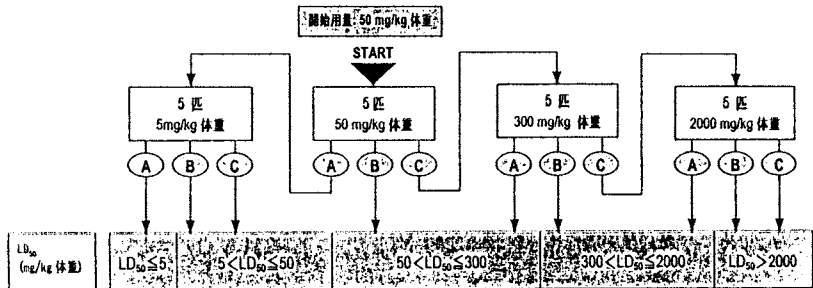 開始用量 50 mg/kg 体重
START
5 匹
5mg/kg 体重
5 匹
50 mg/kg 体重
5 匹
300 mg/kg 体重
5 匹
2000 mg/kg 体重
A B C A B C A B C A B C
LD₅₀
(mg/kg 体重)
LD₅₀≦5
5<LD₅₀≦50
50<LD₅₀≦300
300<LD₅₀≦2000
LD₅₀>2000